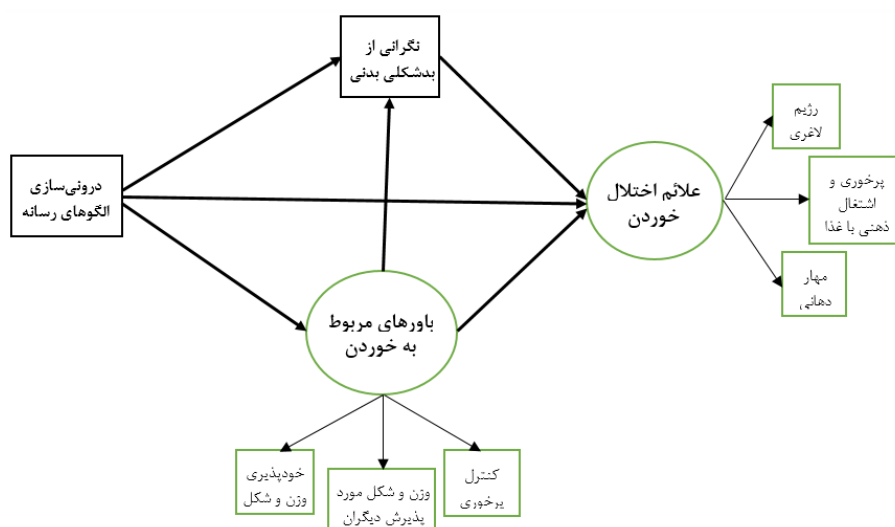 نگرانی از
بدشکلی بدنی
رژیم
لاغری
درونی‌سازی
الگوهای رسانه
علائم اختلال
خوردن
پرخوری و
اشتغال
ذهنی با غذا
مهار
دهانی
باورهای مربوط
به خوردن
خودپذیری
وزن و شکل
وزن و شکل مورد
پذیرش دیگران
کنترل
پرخوری